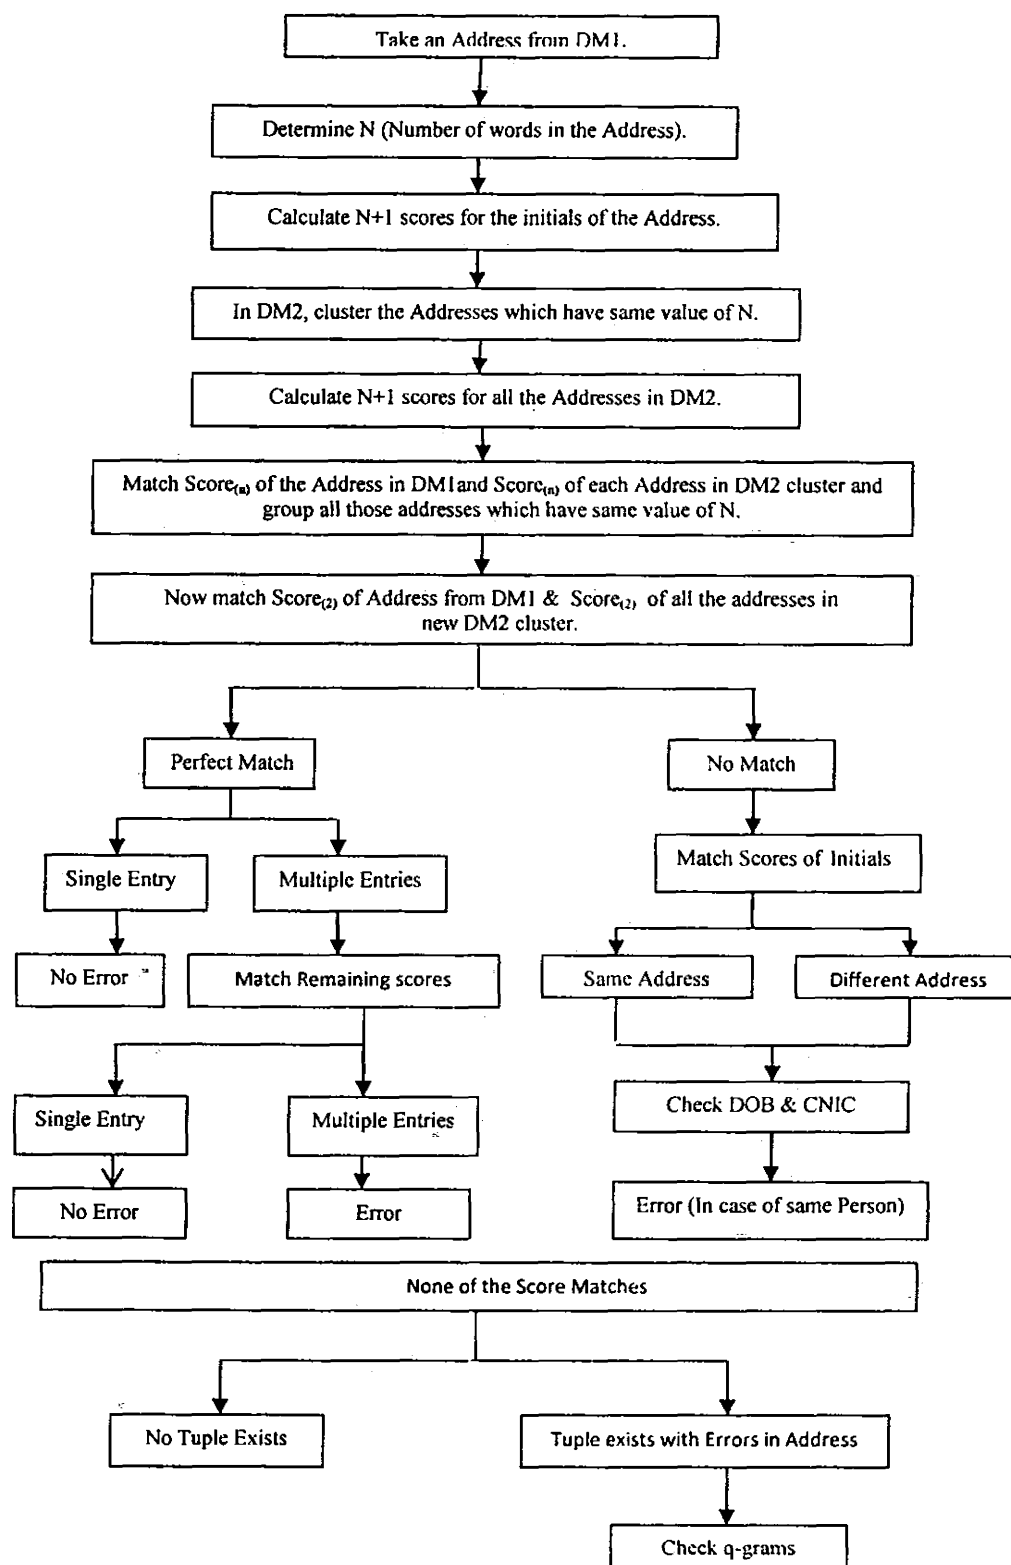 Take an Address from DM1.
Determine N (Number of words in the Address).
Calculate N+1 scores for the initials of the Address.
In DM2, cluster the Addresses which have same value of N.
Calculate N+1 scores for all the Addresses in DM2.
Match Score(n) of the Address in DM1and Score(n) of each Address in DM2 cluster and
group all those addresses which have same value of N.
Now match Score(2) of Address from DM1 & Score(2) of all the addresses in
new DM2 cluster.
Perfect Match
No Match
Single Entry
Multiple Entries
Match Scores of Initials
No Error
Match Remaining scores
Same Address
Different Address
Single Entry
Multiple Entries
Check DOB & CNIC
No Error
Error
Error (In case of same Person)
None of the Score Matches
No Tuple Exists
Tuple exists with Errors in Address
Check q-grams